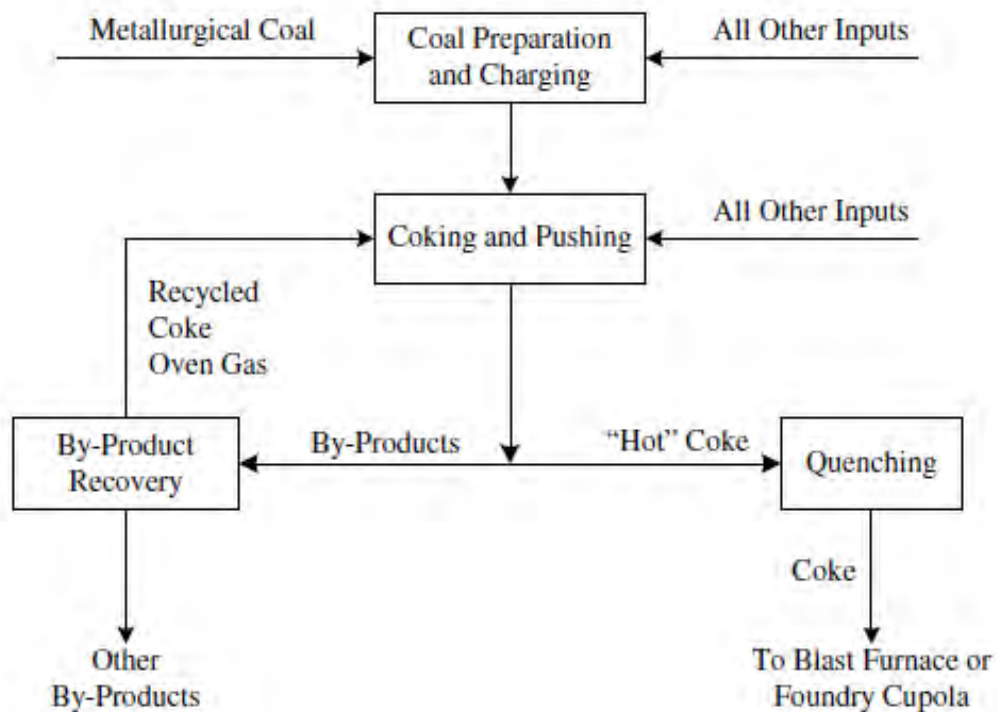 Metallurgical Coal
Coal Preparation
and Charging
All Other Inputs
Coking and Pushing
All Other Inputs
Recycled
Coke
Oven Gas
By-Product
Recovery
By-Products
“Hot” Coke
Quenching
Coke
Other
By-Products
To Blast Furnace or
Foundry Cupola